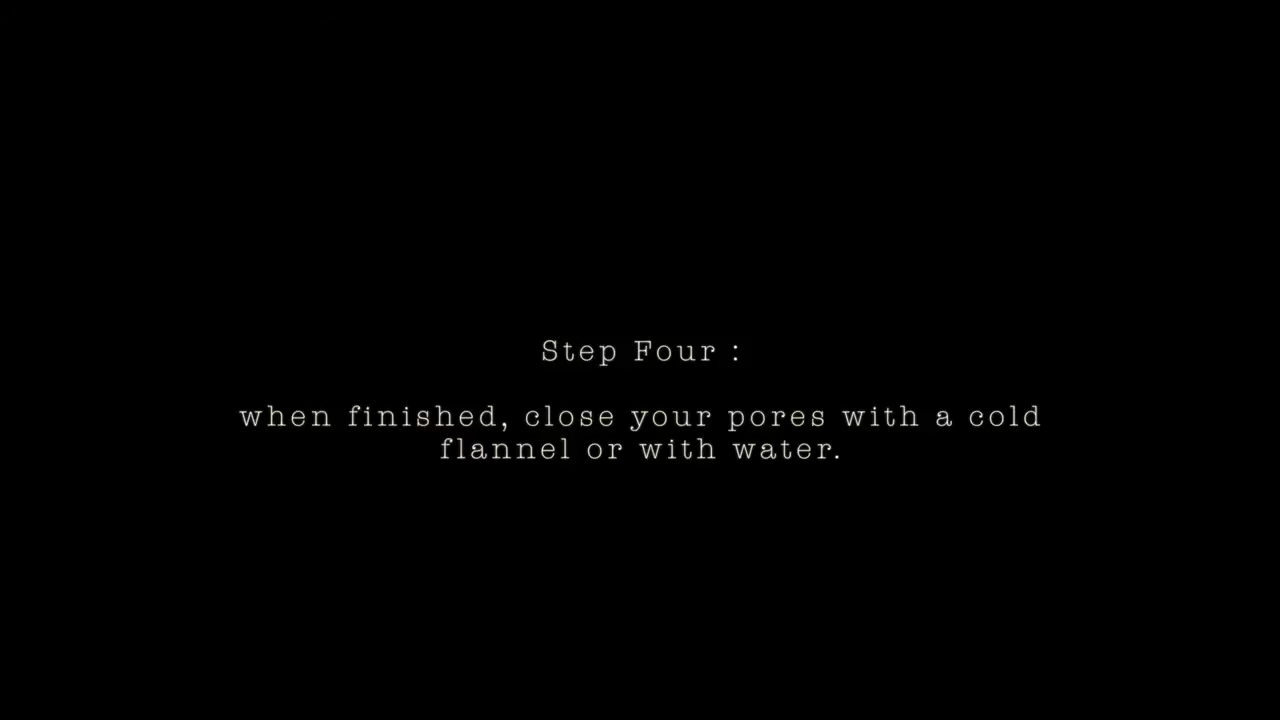 Step Four :
when finished, close your pores with a cold
flannel or with water.